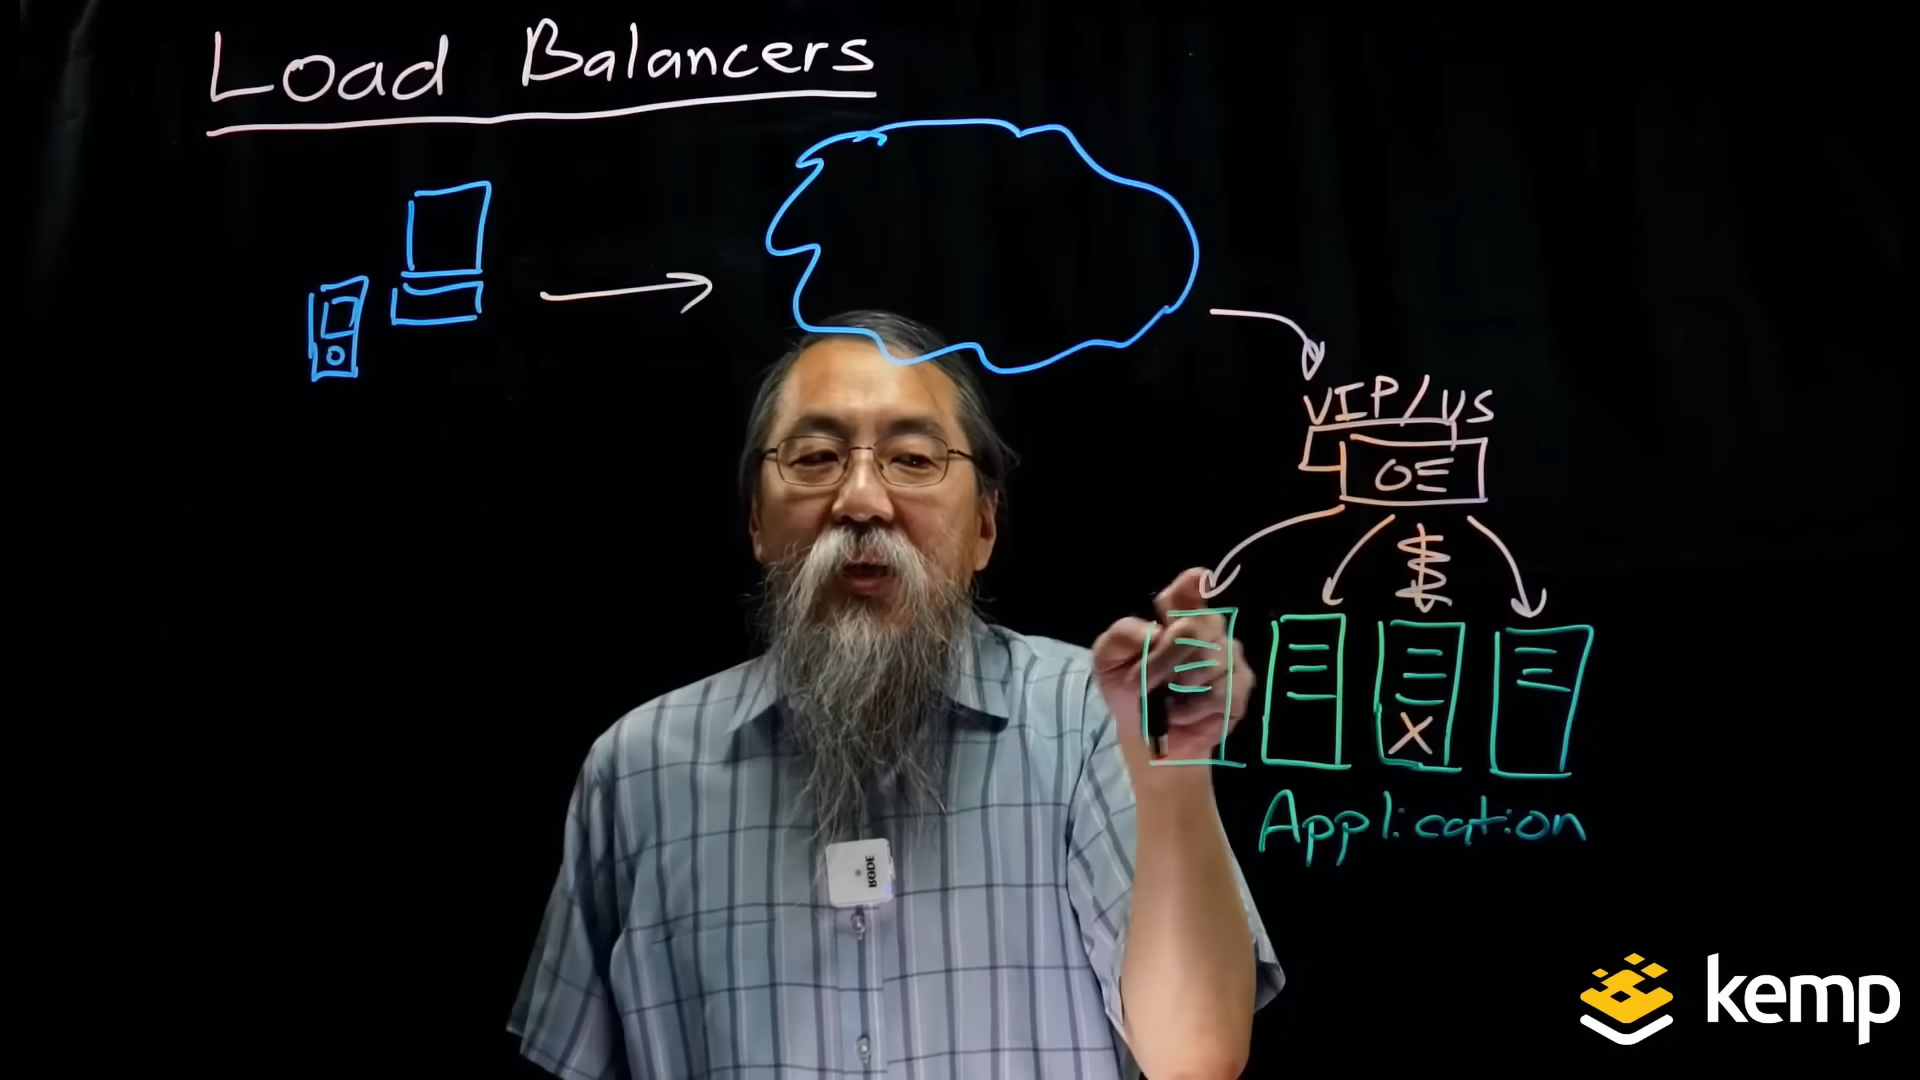 Load Balancers
VIP/VS
X
Application
RØDE
kemp